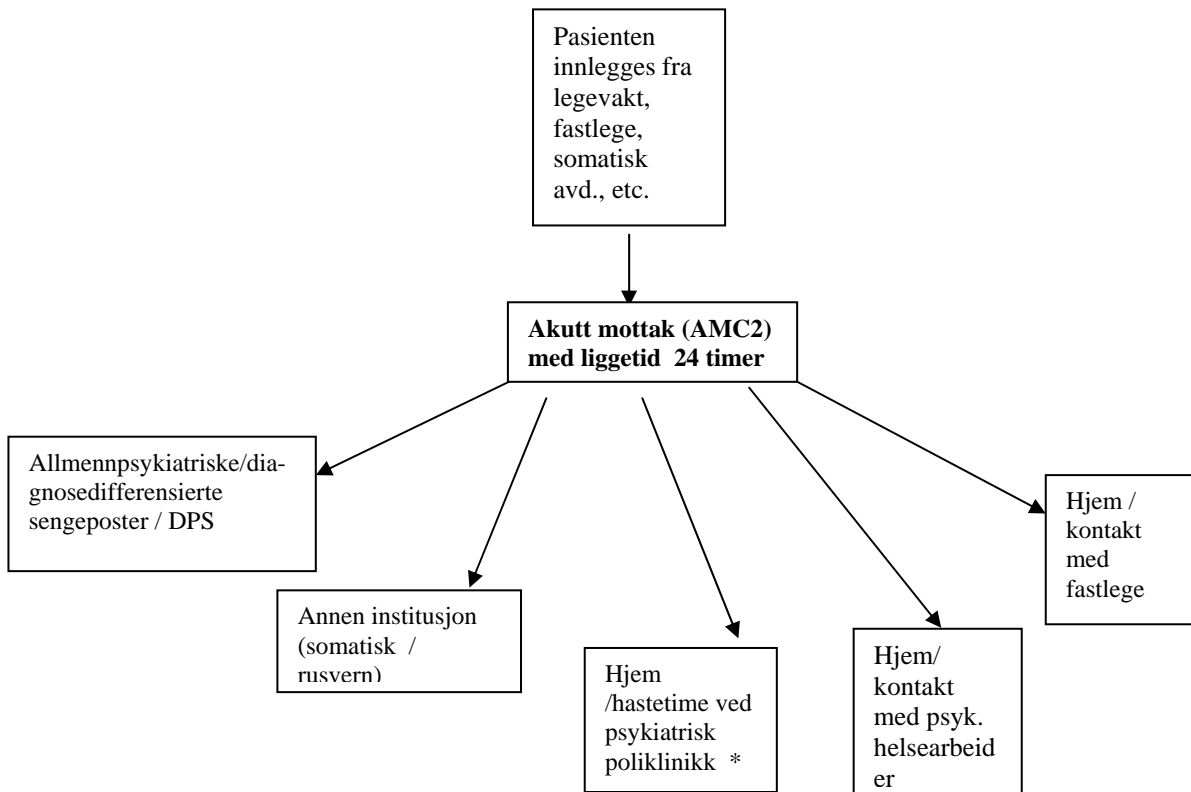 Pasienten
innlegges fra
legevakt,
fastlege,
somatisk
avd., etc.
Akutt mottak (AMC2)
med liggetid  24 timer
Allmennpsykiatriske/dia-
gnosedifferensierte
sengeposter / DPS
Annen institusjon
(somatisk  /
rusvern)
Hjem
/hastetime ved
psykiatrisk
poliklinikk  *
Hjem/
kontakt
med psyk.
helsearbeid
er
Hjem /
kontakt
med
fastlege